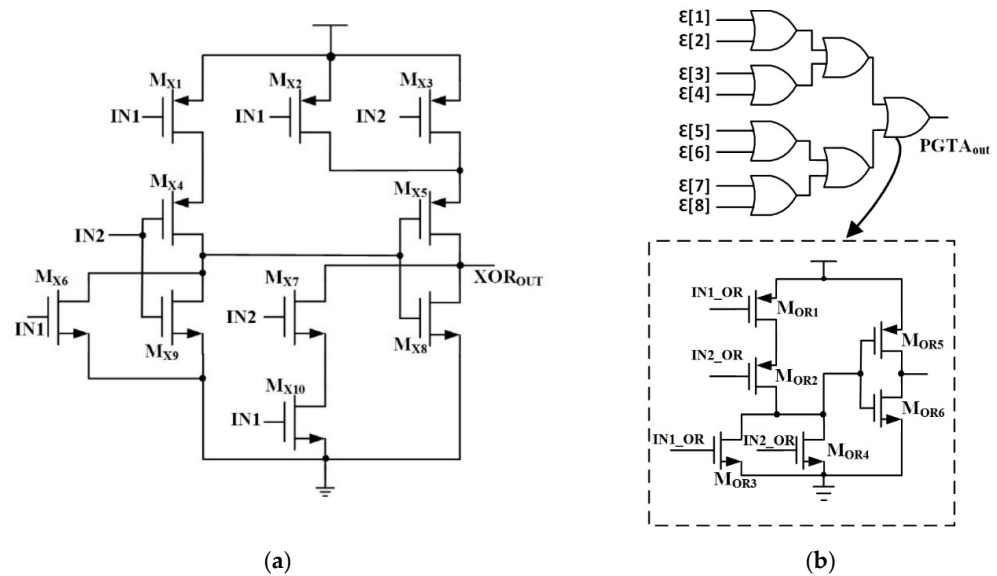 M_X1
IN1
M_X2
IN1
M_X3
IN2
M_X4
IN2
M_X5
M_X6
IN1
M_X9
M_X7
IN2
XOR_OUT
M_X8
M_X10
IN1
(a)
ε[1]
ε[2]
ε[3]
ε[4]
ε[5]
ε[6]
ε[7]
ε[8]
PGTA_out
IN1_OR
M_OR1
IN2_OR
M_OR2
M_OR5
M_OR6
IN1_OR
M_OR3
IN2_OR
M_OR4
(b)